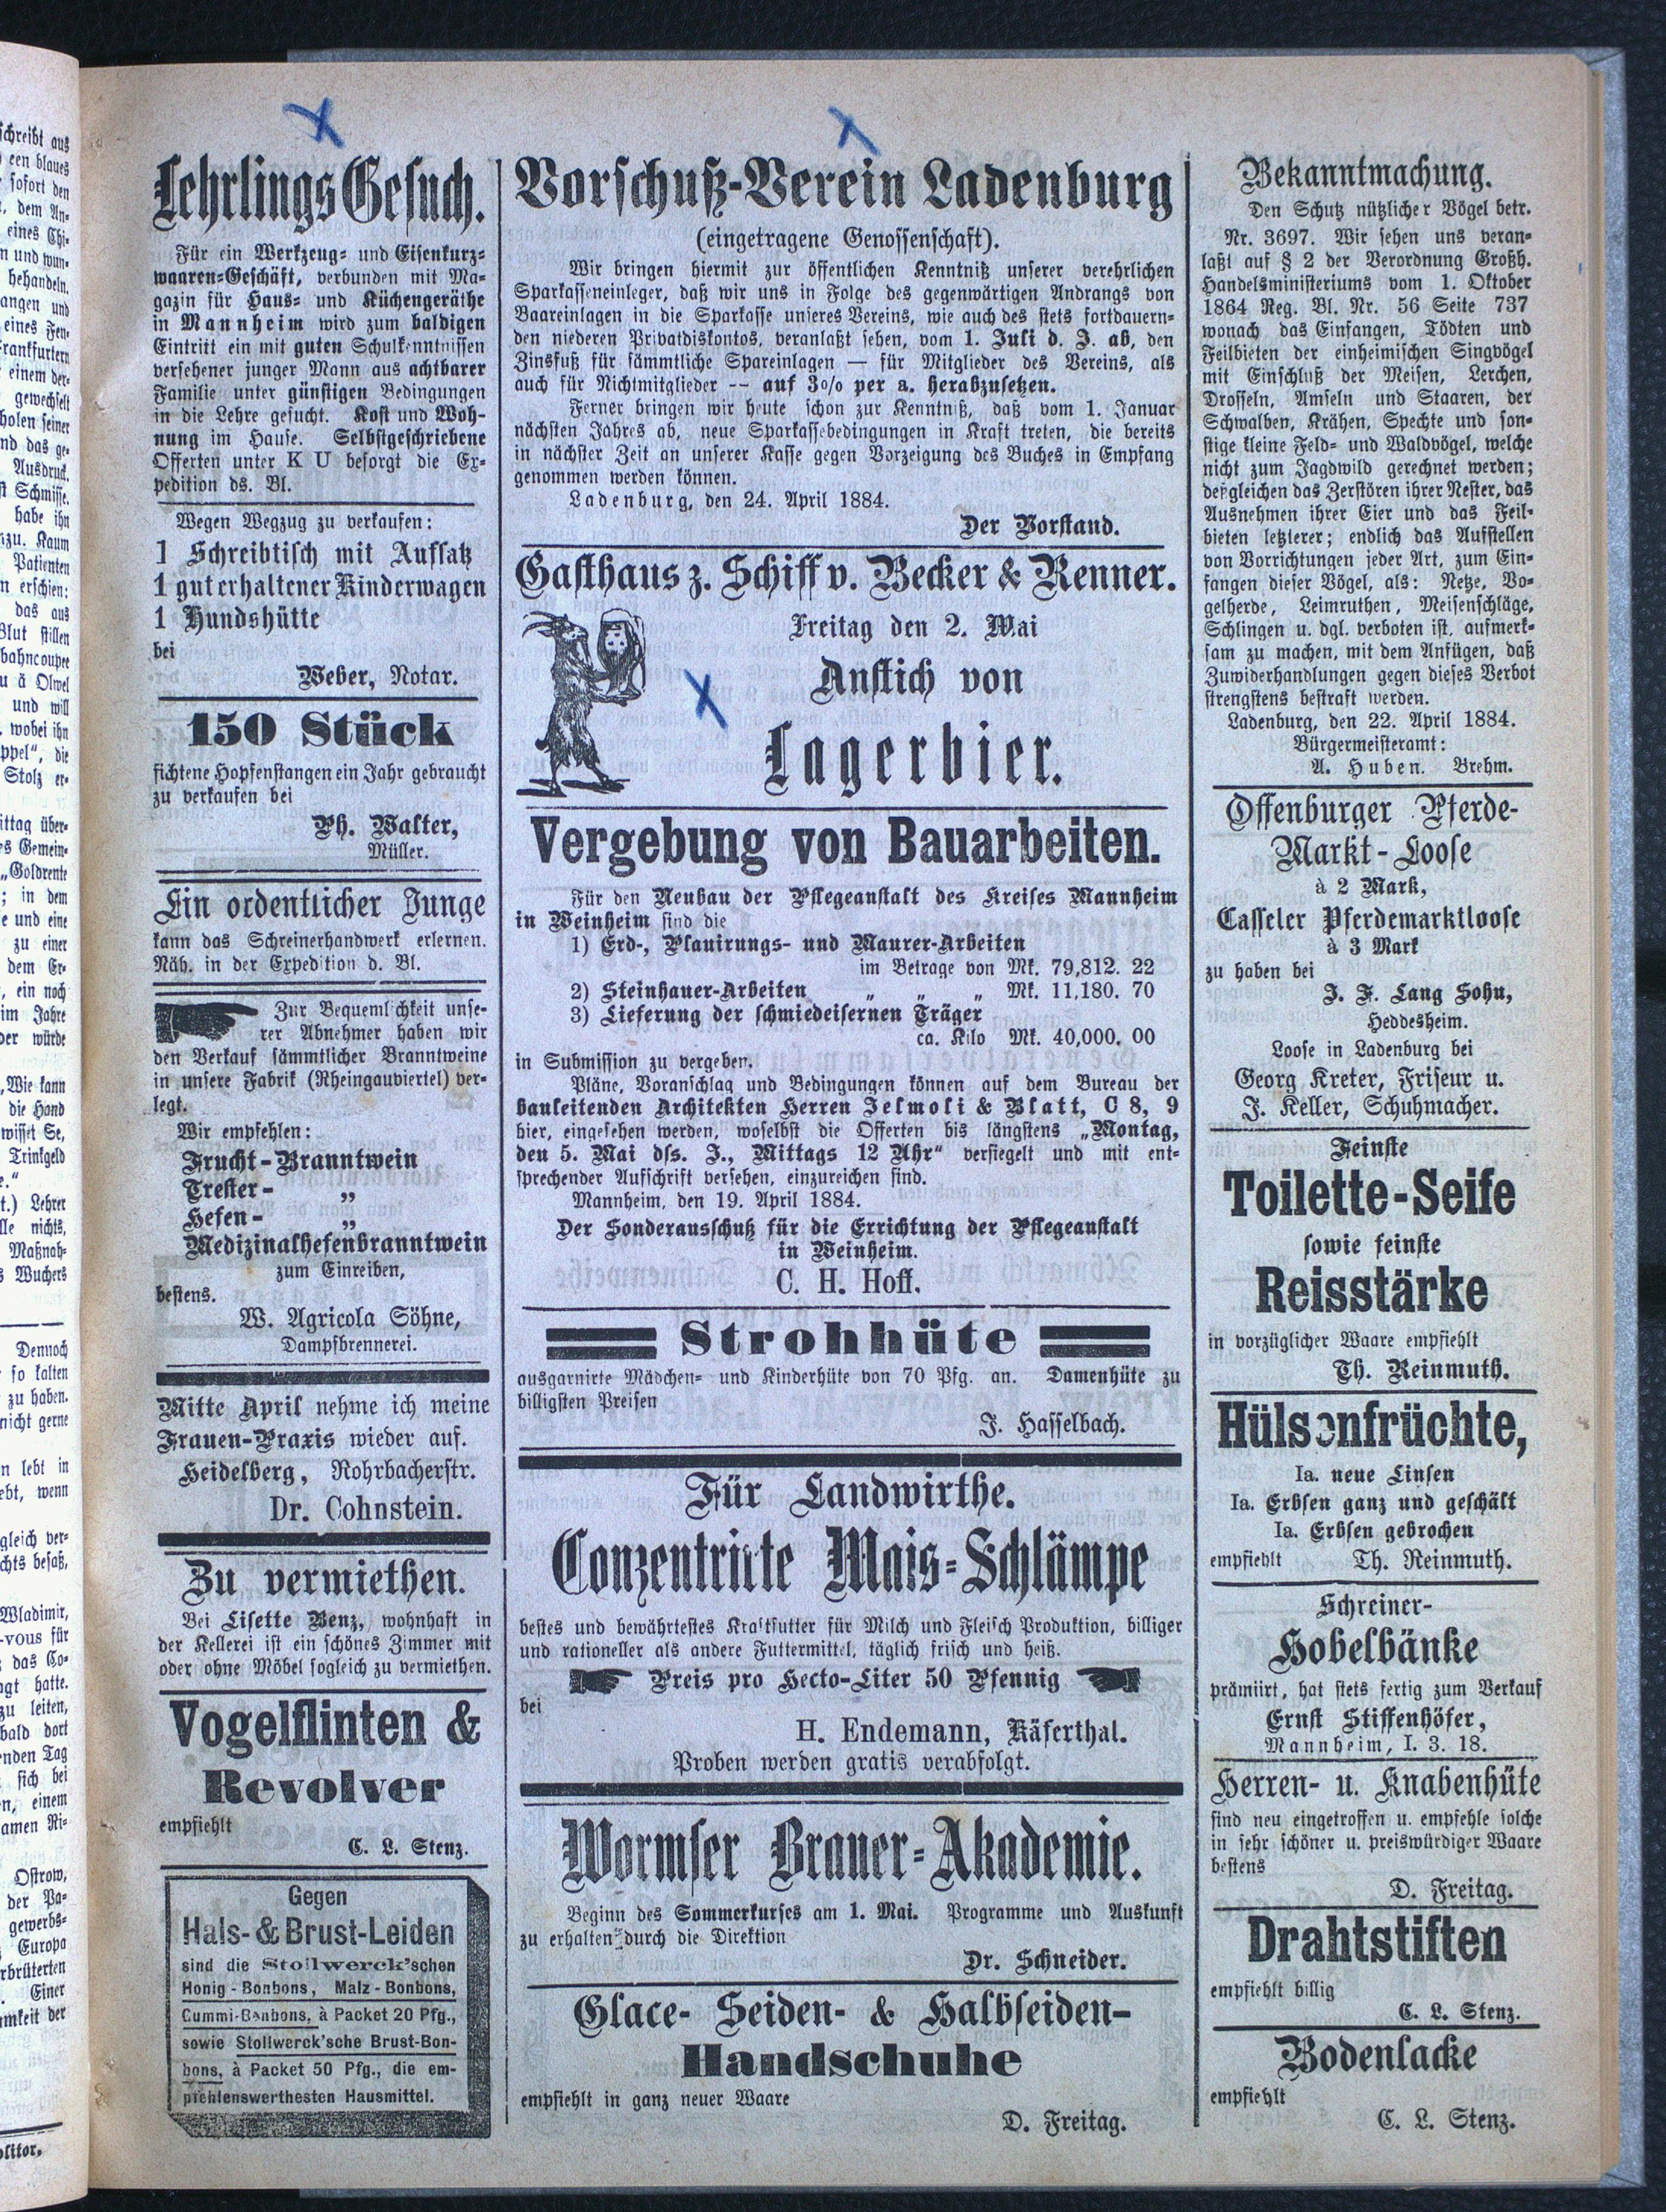 Lehrlings Gesuch.
Für ein Werkzeug- und Eisenkurz-
waaren-Geschäft, verbunden mit Ma-
gazin für Haus- und Küchengeräthe
in Mannheim wird zum baldigen
Eintritt ein mit guten Schulkenntnissen
versehener junger Mann aus achtbarer
Familie unter günstigen Bedingungen
in die Lehre gesucht. Kost und Woh-
nung im Hause. Selbstgeschriebene
Offerten unter K U besorgt die Ex-
pedition ds. Bl.
Wegen Wegzug zu verkaufen:
1 Schreibtisch mit Aufsatz
1 gut erhaltener Kinderwagen
1 Hundshütte
bei
Weber, Notar.
150 Stück
fichtene Hopfenstangen ein Jahr gebraucht
zu verkaufen bei
Ph. Walter,
Müller.
Ein ordentlicher Junge
kann das Schreinerhandwerk erlernen.
Näh. in der Expedition d. Bl.
Zur Bequemlichkeit unse-
rer Abnehmer haben wir
den Verkauf sämmtlicher Branntweine
in unsere Fabrik (Rheingauviertel) ver-
legt.
Wir empfehlen:
Frucht-Branntwein
Trester- „
Hefen- „
Medizinalhefenbranntwein
zum Einreiben,
bestens.
W. Agricola Söhne,
Dampfbrennerei.
Mitte April nehme ich meine
Frauen-Praxis wieder auf.
Heidelberg, Rohrbacherstr.
Dr. Cohnstein.
Zu vermiethen.
Bei Lisette Benz, wohnhaft in
der Kellerei ist ein schönes Zimmer mit
oder ohne Möbel sogleich zu vermiethen.
Vogelflinten &
Revolver
empfiehlt
C. L. Stenz.
Gegen
Hals- & Brust-Leiden
sind die Stollwerck'schen
Honig-Bonbons, Malz-Bonbons,
Gummi-Bonbons, à Packet 20 Pfg.,
sowie Stollwerck'sche Brust-Bon-
bons, à Packet 50 Pfg., die em-
pfehlenswerthesten Hausmittel.
Vorschuß-Verein Ladenburg
(eingetragene Genossenschaft).
Wir bringen hiermit zur öffentlichen Kenntniß unserer verehrlichen
Sparkasseneinleger, daß wir uns in Folge des gegenwärtigen Andrangs von
Baareinlagen in die Sparkasse unseres Vereins, wie auch des stets fortdauern-
den niederen Privatdiskontos, veranlaßt sehen, vom 1. Juli d. J. ab, den
Zinsfuß für sämmtliche Spareinlagen — für Mitglieder des Vereins, als
auch für Nichtmitglieder -- auf 3% per a. herabzusetzen.
Ferner bringen wir heute schon zur Kenntniß, daß vom 1. Januar
nächsten Jahres ab, neue Sparkassebedingungen in Kraft treten, die bereits
in nächster Zeit an unserer Kasse gegen Vorzeigung des Buches in Empfang
genommen werden können.
Ladenburg, den 24. April 1884.
Der Vorstand.
Gasthaus z. Schiff v. Becker & Renner.
Freitag den 2. Mai
Anstich von
Lagerbier.
Vergebung von Bauarbeiten.
Für den Neubau der Pflegeanstalt des Kreises Mannheim
in Weinheim sind die
1) Erd-, Plauirungs- und Maurer-Arbeiten
im Betrage von Mk. 79,812. 22
2) Steinhauer-Arbeiten „ „ „ Mk. 11,180. 70
3) Lieferung der schmiedeisernen Träger
ca. Kilo Mk. 40,000. 00
in Submission zu vergeben.
Pläne, Voranschlag und Bedingungen können auf dem Bureau der
bauleitenden Architekten Herren Jelmoli & Blatt, C 8, 9
hier, eingesehen werden, woselbst die Offerten bis längstens „Montag,
den 5. Mai dss. J., Mittags 12 Uhr“ versiegelt und mit ent-
sprechender Aufschrift versehen, einzureichen sind.
Mannheim, den 19. April 1884.
Der Sonderausschuß für die Errichtung der Pflegeanstalt
in Weinheim.
C. H. Hoff.
Strohhüte
ausgarnirte Mädchen- und Kinderhüte von 70 Pfg. an. Damenhüte zu
billigsten Preisen
J. Hasselbach.
Für Landwirthe.
Conzentrirte Mais-Schlämpe
bestes und bewährtestes Kraftfutter für Milch und Fleisch Produktion, billiger
und rationeller als andere Futtermittel, täglich frisch und heiß.
Preis pro Hecto-Liter 50 Pfennig
bei
H. Endemann, Käferthal.
Proben werden gratis verabfolgt.
Wormser Brauer-Akademie.
Beginn des Sommerkurses am 1. Mai. Programme und Auskunft
zu erhalten durch die Direktion
Dr. Schneider.
Glace- Seiden- & Halbseiden-
Handschuhe
empfiehlt in ganz neuer Waare
D. Freitag.
Bekanntmachung.
Den Schutz nützlicher Vögel betr.
Nr. 3697. Wir sehen uns veran-
laßt auf § 2 der Verordnung Großh.
Handelsministeriums vom 1. Oktober
1864 Reg. Bl. Nr. 56 Seite 737
wonach das Einfangen, Tödten und
Feilbieten der einheimischen Singvögel
mit Einschluß der Meisen, Lerchen,
Drosseln, Amseln und Staaren, der
Schwalben, Krähen, Spechte und son-
stige kleine Feld- und Waldvögel, welche
nicht zum Jagdwild gerechnet werden;
deßgleichen das Zerstören ihrer Nester, das
Ausnehmen ihrer Eier und das Feil-
bieten letzterer; endlich das Aufstellen
von Vorrichtungen jeder Art, zum Ein-
fangen dieser Vögel, als: Netze, Vo-
gelherde, Leimruthen, Meisenschläge,
Schlingen u. dgl. verboten ist, aufmerk-
sam zu machen, mit dem Anfügen, daß
Zuwiderhandlungen gegen dieses Verbot
strengstens bestraft werden.
Ladenburg, den 22. April 1884.
Bürgermeisteramt:
A. Huben. Brehm.
Offenburger Pferde-
Markt-Loose
à 2 Mark,
Casseler Pferdemarktloose
à 3 Mark
zu haben bei
J. F. Lang Sohn,
Heddesheim.
Loose in Ladenburg bei
Georg Kreter, Friseur u.
J. Keller, Schuhmacher.
Feinste
Toilette-Seife
sowie feinste
Reisstärke
in vorzüglicher Waare empfiehlt
Th. Reinmuth.
Hülsenfrüchte,
Ia. neue Linsen
Ia. Erbsen ganz und geschält
Ia. Erbsen gebrochen
empfiehlt Th. Reinmuth.
Schreiner-
Hobelbänke
prämiirt, hat stets fertig zum Verkauf
Ernst Stiffenhöfer,
Mannheim, I. 3. 18.
Herren- u. Knabenhüte
sind neu eingetroffen u. empfehle solche
in sehr schöner u. preiswürdiger Waare
bestens
D. Freitag.
Drahtstiften
empfiehlt billig
C. L. Stenz.
Bodenlacke
empfiehlt
C. L. Stenz.